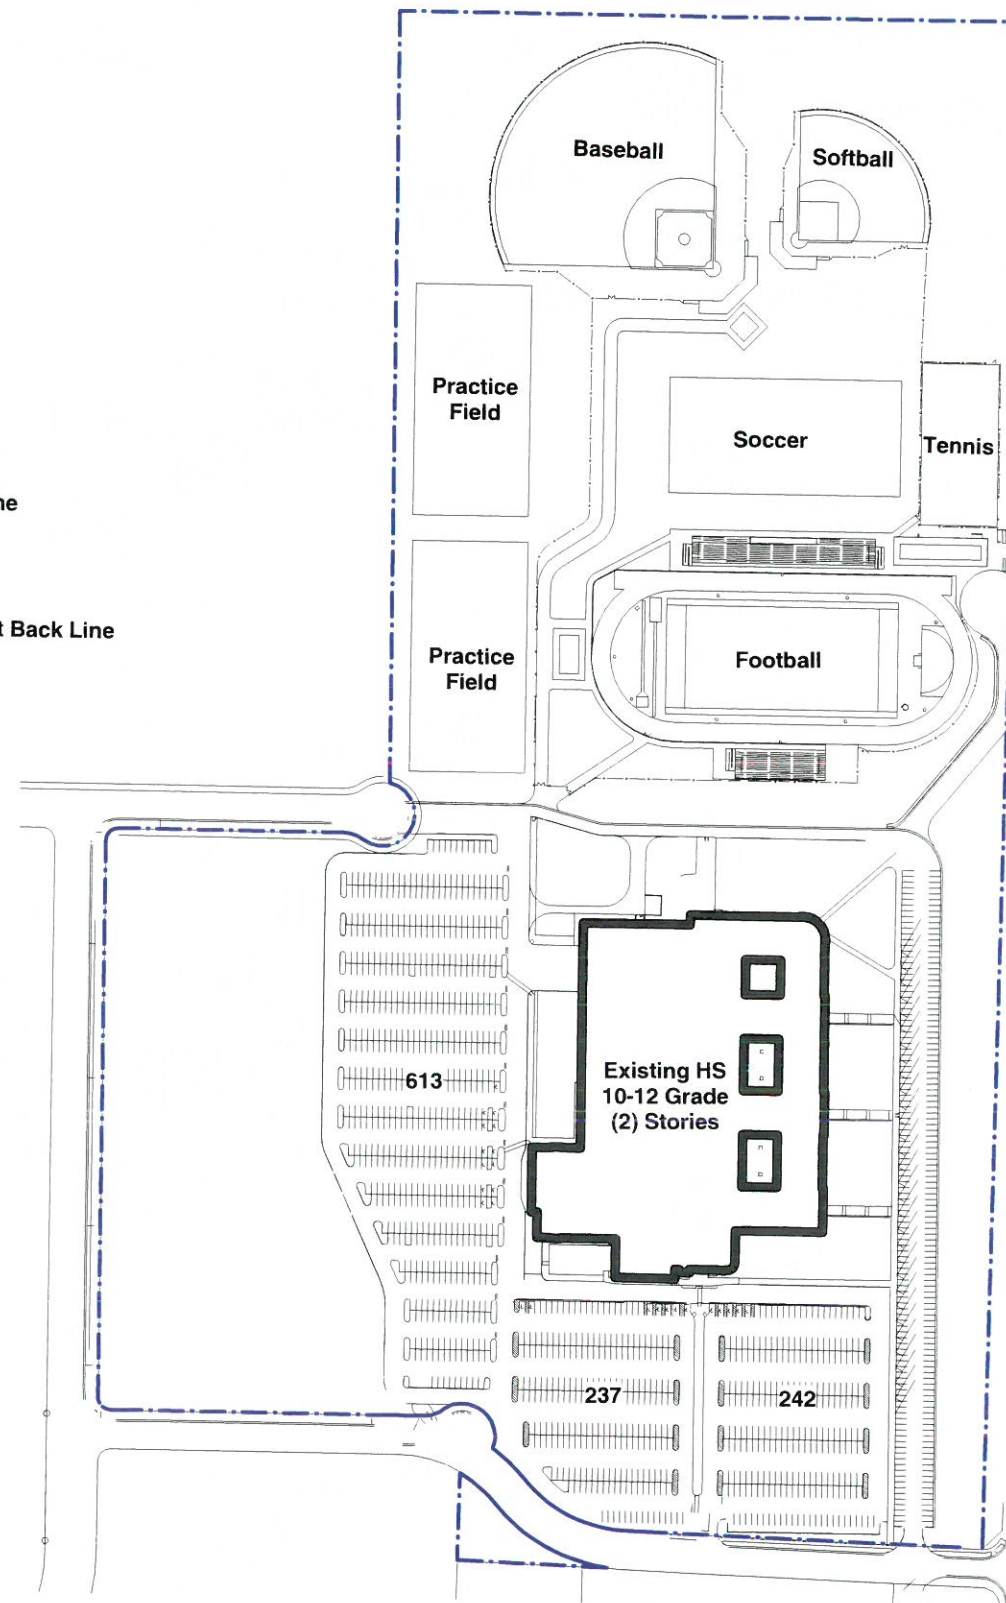 Baseball
Softball
Practice
Field
Soccer
Tennis
ne
t Back Line
Practice
Field
Football
613
Existing HS
10-12 Grade
(2) Stories
237
242